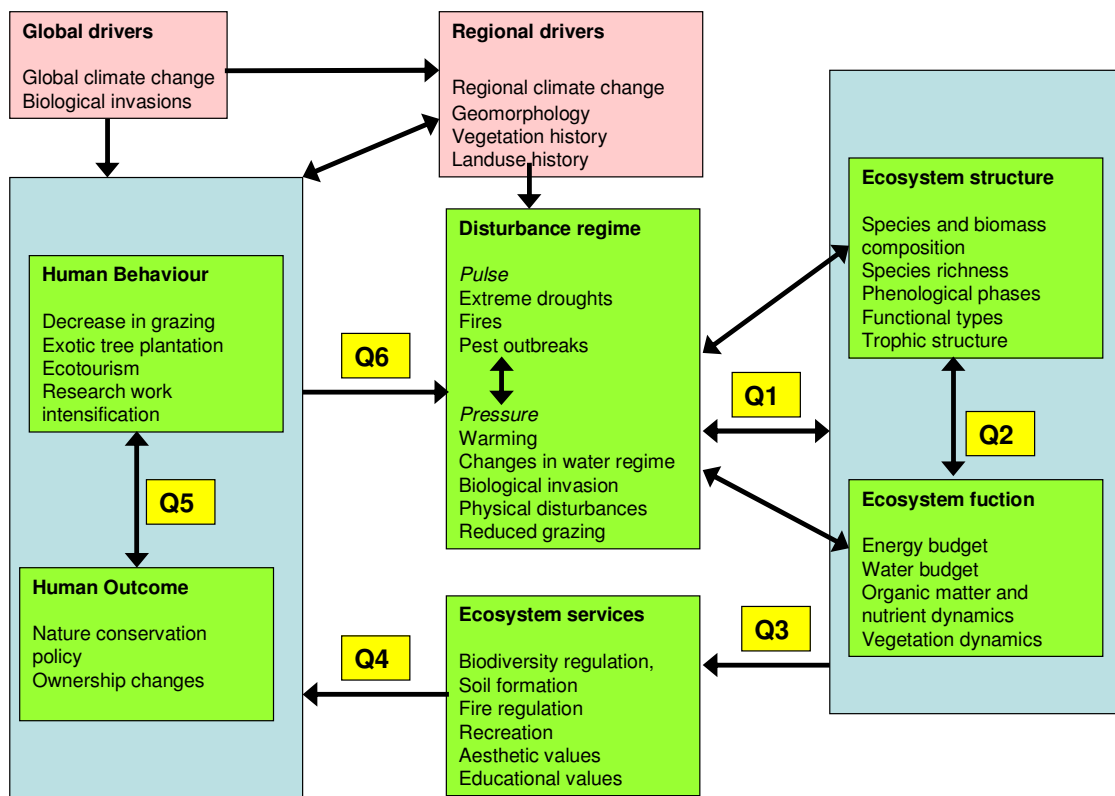 Global drivers
Global climate change
Biological invasions
Regional drivers
Regional climate change
Geomorphology
Vegetation history
Landuse history
Human Behaviour
Decrease in grazing
Exotic tree plantation
Ecotourism
Research work
intensification
Q5
Human Outcome
Nature conservation
policy
Ownership changes
Q6
Disturbance regime
Pulse
Extreme droughts
Fires
Pest outbreaks
Pressure
Warming
Changes in water regime
Biological invasion
Physical disturbances
Reduced grazing
Q1
Ecosystem structure
Species and biomass
composition
Species richness
Phenological phases
Functional types
Trophic structure
Q2
Ecosystem fuction
Energy budget
Water budget
Organic matter and
nutrient dynamics
Vegetation dynamics
Q3
Ecosystem services
Biodiversity regulation,
Soil formation
Fire regulation
Recreation
Aesthetic values
Educational values
Q4